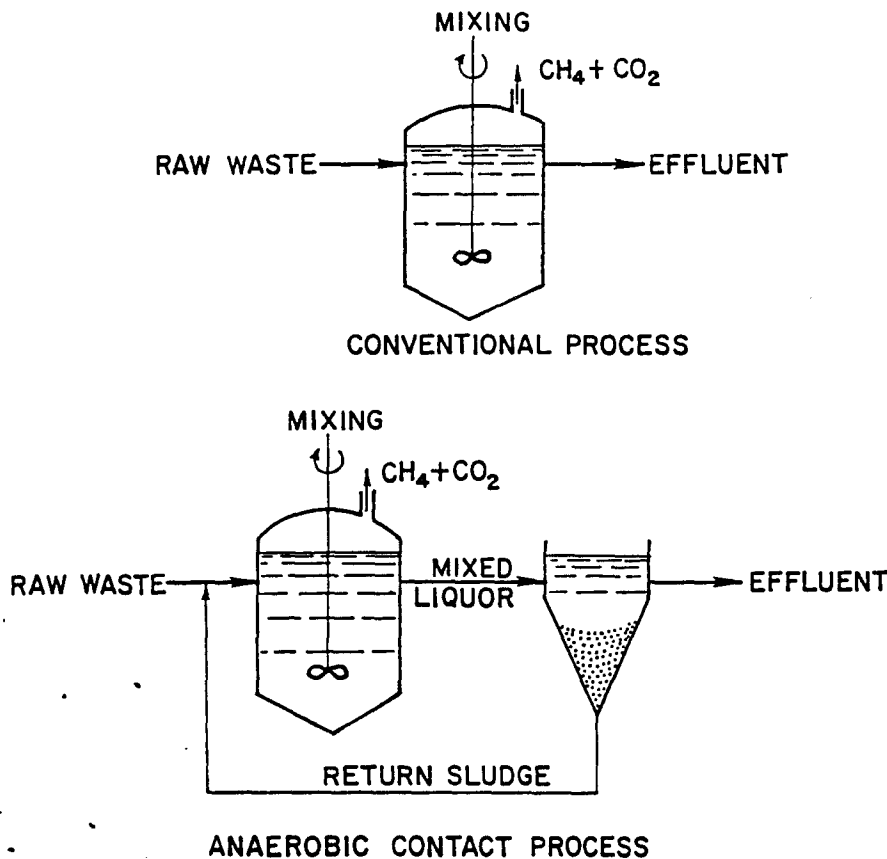 MIXING
CH₄ + CO₂
RAW WASTE
EFFLUENT
CONVENTIONAL PROCESS
MIXING
CH₄+CO₂
RAW WASTE
MIXED
LIQUOR
EFFLUENT
RETURN SLUDGE
ANAEROBIC CONTACT PROCESS